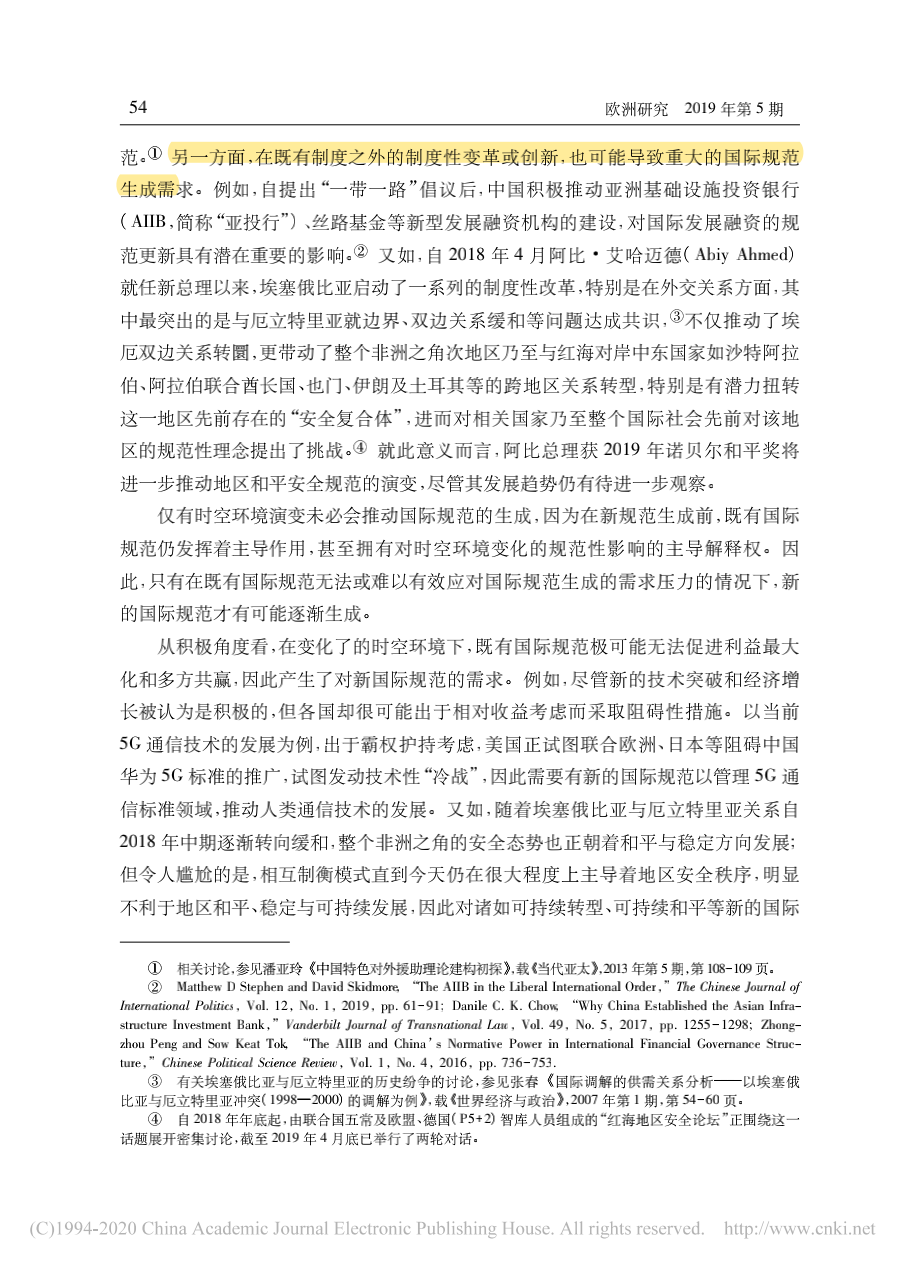 54
欧洲研究 2019 年第 5 期
范。① 另一方面,在既有制度之外的制度性变革或创新,也可能导致重大的国际规范
生成需求。例如,自提出“一带一路”倡议后,中国积极推动亚洲基础设施投资银行
( AIIB,简称“亚投行”) 、丝路基金等新型发展融资机构的建设,对国际发展融资的规
范更新具有潜在重要的影响。② 又如,自 2018 年 4 月阿比·艾哈迈德( Abiy Ahmed)
就任新总理以来,埃塞俄比亚启动了一系列的制度性改革,特别是在外交关系方面,其
中最突出的是与厄立特里亚就边界、双边关系缓和等问题达成共识,③不仅推动了埃
厄双边关系转圜,更带动了整个非洲之角次地区乃至与红海对岸中东国家如沙特阿拉
伯、阿拉伯联合酋长国、也门、伊朗及土耳其等的跨地区关系转型,特别是有潜力扭转
这一地区先前存在的“安全复合体”,进而对相关国家乃至整个国际社会先前对该地
区的规范性理念提出了挑战。④ 就此意义而言,阿比总理获 2019 年诺贝尔和平奖将
进一步推动地区和平安全规范的演变,尽管其发展趋势仍有待进一步观察。
仅有时空环境演变未必会推动国际规范的生成,因为在新规范生成前,既有国际
规范仍发挥着主导作用,甚至拥有对时空环境变化的规范性影响的主导解释权。因
此,只有在既有国际规范无法或难以有效应对国际规范生成的需求压力的情况下,新
的国际规范才有可能逐渐生成。
从积极角度看,在变化了的时空环境下,既有国际规范极可能无法促进利益最大
化和多方共赢,因此产生了对新国际规范的需求。例如,尽管新的技术突破和经济增
长被认为是积极的,但各国却很可能出于相对收益考虑而采取阻碍性措施。以当前
5G 通信技术的发展为例,出于霸权护持考虑,美国正试图联合欧洲、日本等阻碍中国
华为 5G 标准的推广,试图发动技术性“冷战”,因此需要有新的国际规范以管理 5G 通
信标准领域,推动人类通信技术的发展。又如,随着埃塞俄比亚与厄立特里亚关系自
2018 年中期逐渐转向缓和,整个非洲之角的安全态势也正朝着和平与稳定方向发展;
但令人尴尬的是,相互制衡模式直到今天仍在很大程度上主导着地区安全秩序,明显
不利于地区和平、稳定与可持续发展,因此对诸如可持续转型、可持续和平等新的国际
① 相关讨论,参见潘亚玲《中国特色对外援助理论建构初探》,载《当代亚太》,2013 年第 5 期,第 108-109 页。
② Matthew D Stephen and David Skidmore, “The AIIB in the Liberal International Order,” The Chinese Journal of
International Politics, Vol. 12, No. 1, 2019, pp. 61-91; Danile C. K. Chow, “Why China Established the Asian Infra-
structure Investment Bank,” Vanderbilt Journal of Transnational Law, Vol. 49, No. 5, 2017, pp. 1255-1298; Zhong-
zhou Peng and Sow Keat Tok, “The AIIB and China's Normative Power in International Financial Governance Struc-
ture,” Chinese Political Science Review, Vol. 1, No. 4, 2016, pp. 736-753.
③ 有关埃塞俄比亚与厄立特里亚的历史纷争的讨论,参见张春《国际调解的供需关系分析——以埃塞俄
比亚与厄立特里亚冲突( 1998—2000) 的调解为例》,载《世界经济与政治》,2007 年第 1 期,第 54-60 页。
④ 自 2018 年年底起,由联合国五常及欧盟、德国( P5+2) 智库人员组成的“红海地区安全论坛”正围绕这一
话题展开密集讨论,截至 2019 年 4 月底已举行了两轮对话。
(C)1994-2020 China Academic Journal Electronic Publishing House. All rights reserved. http://www.cnki.net